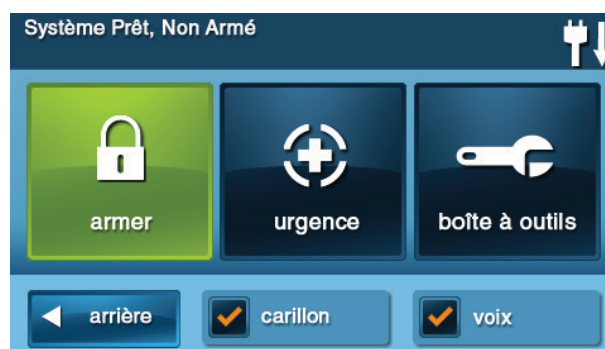 Système Prêt, Non Armé
armer
urgence
boîte à outils
arrière
carillon
voix